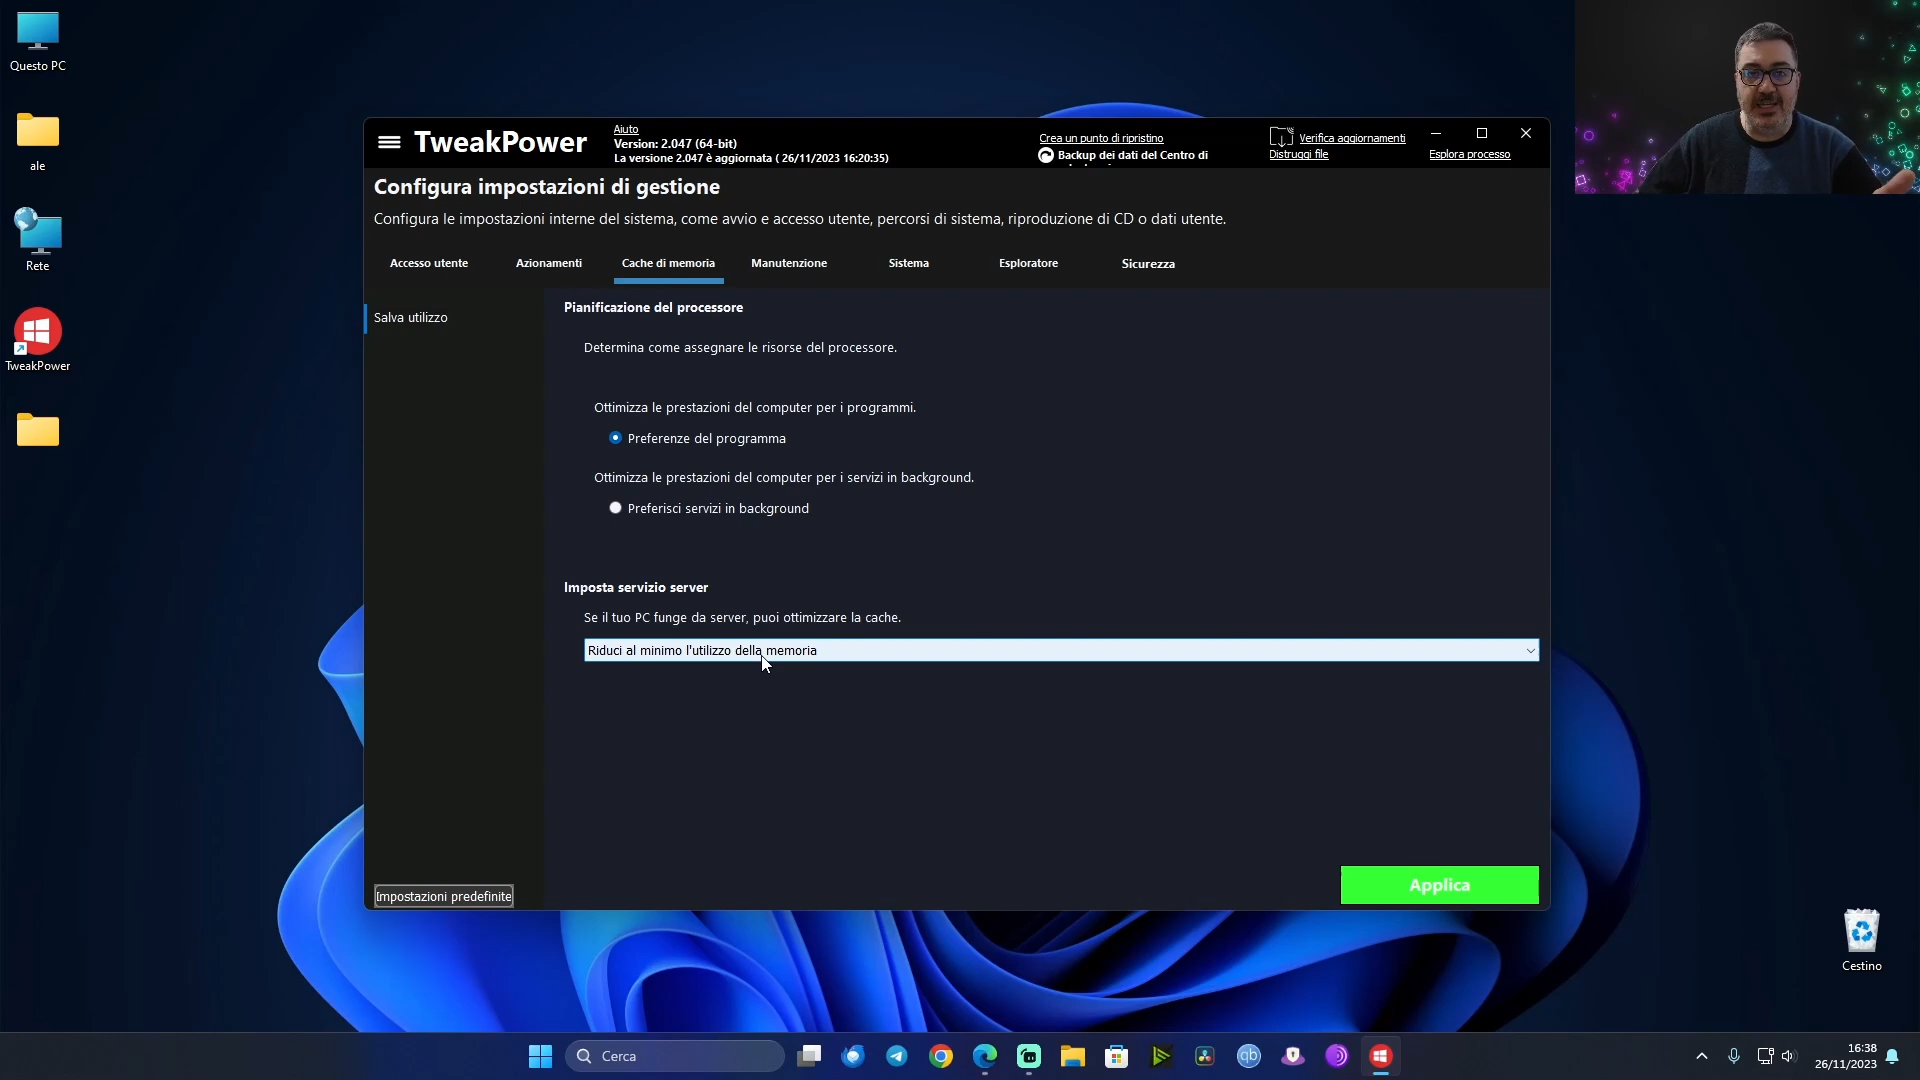 Questo PC
ale
Rete
TweakPower
TweakPower
Aiuto
Version: 2.047 (64-bit)
La versione 2.047 è aggiornata ( 26/11/2023 16:20:35)
Crea un punto di ripristino
Backup dei dati del Centro di
Verifica aggiornamenti
Distruggi file
Esplora processo
Configura impostazioni di gestione
Configura le impostazioni interne del sistema, come avvio e accesso utente, percorsi di sistema, riproduzione di CD o dati utente.
Accesso utente
Azionamenti
Cache di memoria
Manutenzione
Sistema
Esploratore
Sicurezza
Salva utilizzo
Pianificazione del processore
Determina come assegnare le risorse del processore.
Ottimizza le prestazioni del computer per i programmi.
Preferenze del programma
Ottimizza le prestazioni del computer per i servizi in background.
Preferisci servizi in background
Imposta servizio server
Se il tuo PC funge da server, puoi ottimizzare la cache.
Riduci al minimo l'utilizzo della memoria
Impostazioni predefinite
Applica
Cestino
Cerca
qb
16:38
26/11/2023